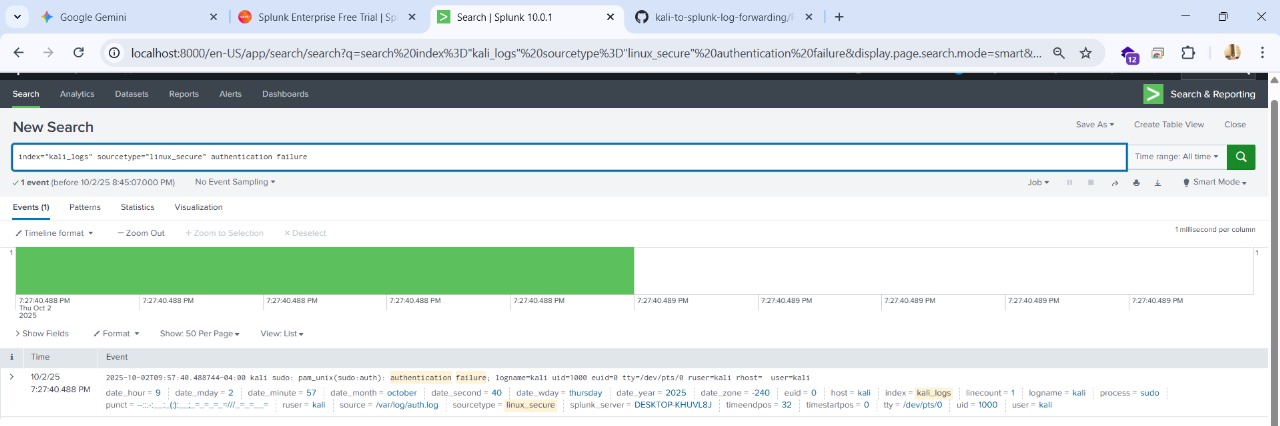 Google Gemini
Splunk Enterprise Free Trial | Spl
Search | Splunk 10.0.1
kali-to-splunk-log-forwarding/
localhost:8000/en-US/app/search/search?q=search%20index%3D"kali_logs"%20sourcetype%3D"linux_secure"%20authentication%20failure&display.page.search.mode=smart&...
12
Search Analytics Datasets Reports Alerts Dashboards
Search & Reporting
New Search
Save As Create Table View Close
index="kali_logs" sourcetype="linux_secure" authentication failure
Time range: All time
✓ 1 event (before 10/2/25 8:45:07.000 PM) No Event Sampling
Job Smart Mode
Events (1) Patterns Statistics Visualization
Timeline format — Zoom Out + Zoom to Selection × Deselect
1 millisecond per column
1 1
7:27:40.488 PM 7:27:40.488 PM 7:27:40.488 PM 7:27:40.488 PM 7:27:40.488 PM 7:27:40.489 PM 7:27:40.489 PM 7:27:40.489 PM 7:27:40.489 PM 7:27:40.489 PM
Thu Oct 2
2025
> Show Fields Format Show: 50 Per Page View: List
i Time Event
10/2/25 2025-10-02T09:57:40.488744-04:00 kali sudo: pam_unix(sudo:auth): authentication failure; logname=kali uid=1000 euid=0 tty=/dev/pts/0 ruser=kali rhost= user=kali
7:27:40.488 PM date_hour = 9 date_mday = 2 date_minute = 57 date_month = october date_second = 40 date_wday = thursday date_year = 2025 date_zone = -240 euid = 0 host = kali index = kali_logs linecount = 1 logname = kali process = sudo
punct = ruser = kali source = /var/log/auth.log sourcetype = linux_secure splunk_server = DESKTOP-KHUVL8J timeendpos = 32 timestartpos = 0 tty = /dev/pts/0 uid = 1000 user = kali